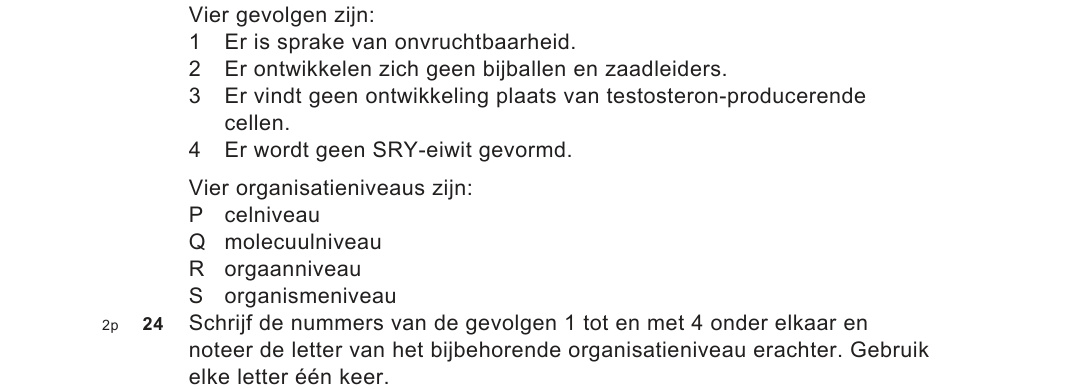 Vier gevolgen zijn:
1 Er is sprake van onvruchtbaarheid.
2 Er ontwikkelen zich geen bijballen en zaadleiders.
3 Er vindt geen ontwikkeling plaats van testosteron-producerende
cellen.
4 Er wordt geen SRY-eiwit gevormd.
Vier organisatieniveaus zijn:
P celniveau
Q molecuulniveau
R orgaanniveau
S organismeniveau
2p 24 Schrijf de nummers van de gevolgen 1 tot en met 4 onder elkaar en
noteer de letter van het bijbehorende organisatieniveau erachter. Gebruik
elke letter één keer.